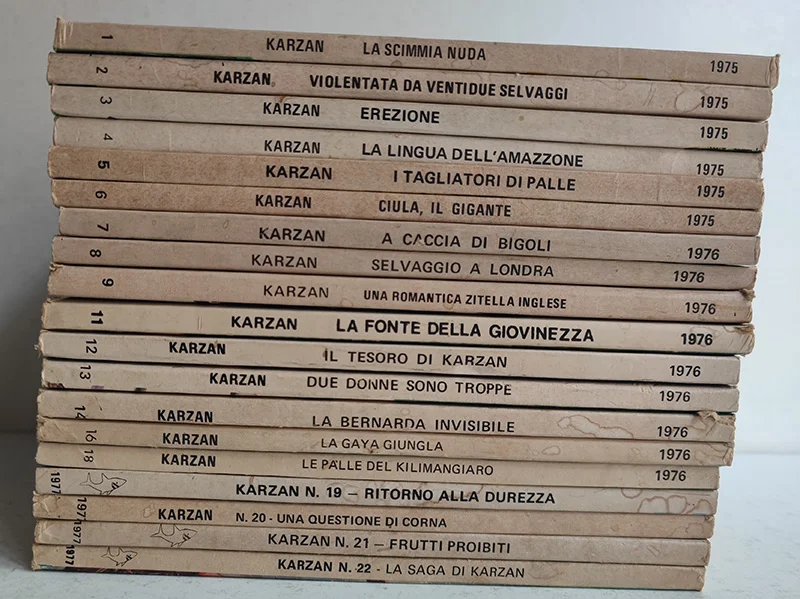 1 KARZAN LA SCIMMIA NUDA 1975
2 KARZAN VIOLENTATA DA VENTIDUE SELVAGGI 1975
3 KARZAN EREZIONE 1975
4 KARZAN LA LINGUA DELL'AMAZZONE 1975
5 KARZAN I TAGLIATORI DI PALLE 1975
6 KARZAN CIULA, IL GIGANTE 1975
7 KARZAN A CACCIA DI BIGOLI 1976
8 KARZAN SELVAGGIO A LONDRA 1976
9 KARZAN UNA ROMANTICA ZITELLA INGLESE 1976
11 KARZAN LA FONTE DELLA GIOVINEZZA 1976
12 KARZAN IL TESORO DI KARZAN 1976
13 KARZAN DUE DONNE SONO TROPPE 1976
14 KARZAN LA BERNARDA INVISIBILE 1976
16 KARZAN LA GAYA GIUNGLA 1976
18 KARZAN LE PALLE DEL KILIMANGIARO 1976
1977 KARZAN N. 19 – RITORNO ALLA DUREZZA
1977 KARZAN N. 20 - UNA QUESTIONE DI CORNA
1977 KARZAN N. 21 – FRUTTI PROIBITI
1977 KARZAN N. 22 - LA SAGA DI KARZAN